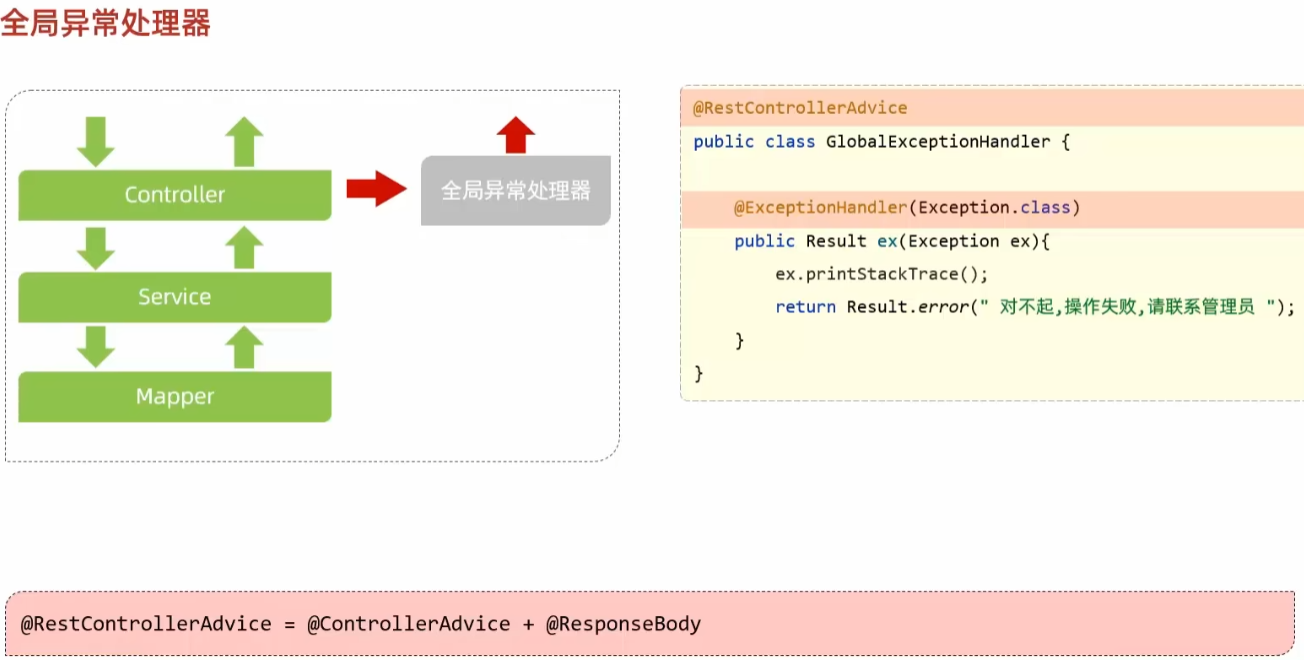 全局异常处理器
Controller
全局异常处理器
Service
Mapper
@RestControllerAdvice
public class GlobalExceptionHandler {
@ExceptionHandler(Exception.class)
public Result ex(Exception ex){
ex.printStackTrace();
return Result.error(" 对不起,操作失败,请联系管理员 ");
}
}
@RestControllerAdvice = @ControllerAdvice + @ResponseBody